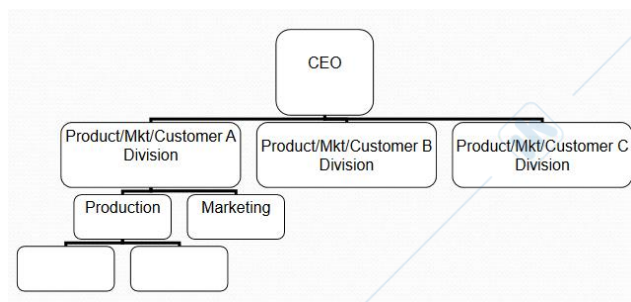 CEO
Product/Mkt/Customer A
Division
Product/Mkt/Customer B
Division
Product/Mkt/Customer C
Division
Production
Marketing